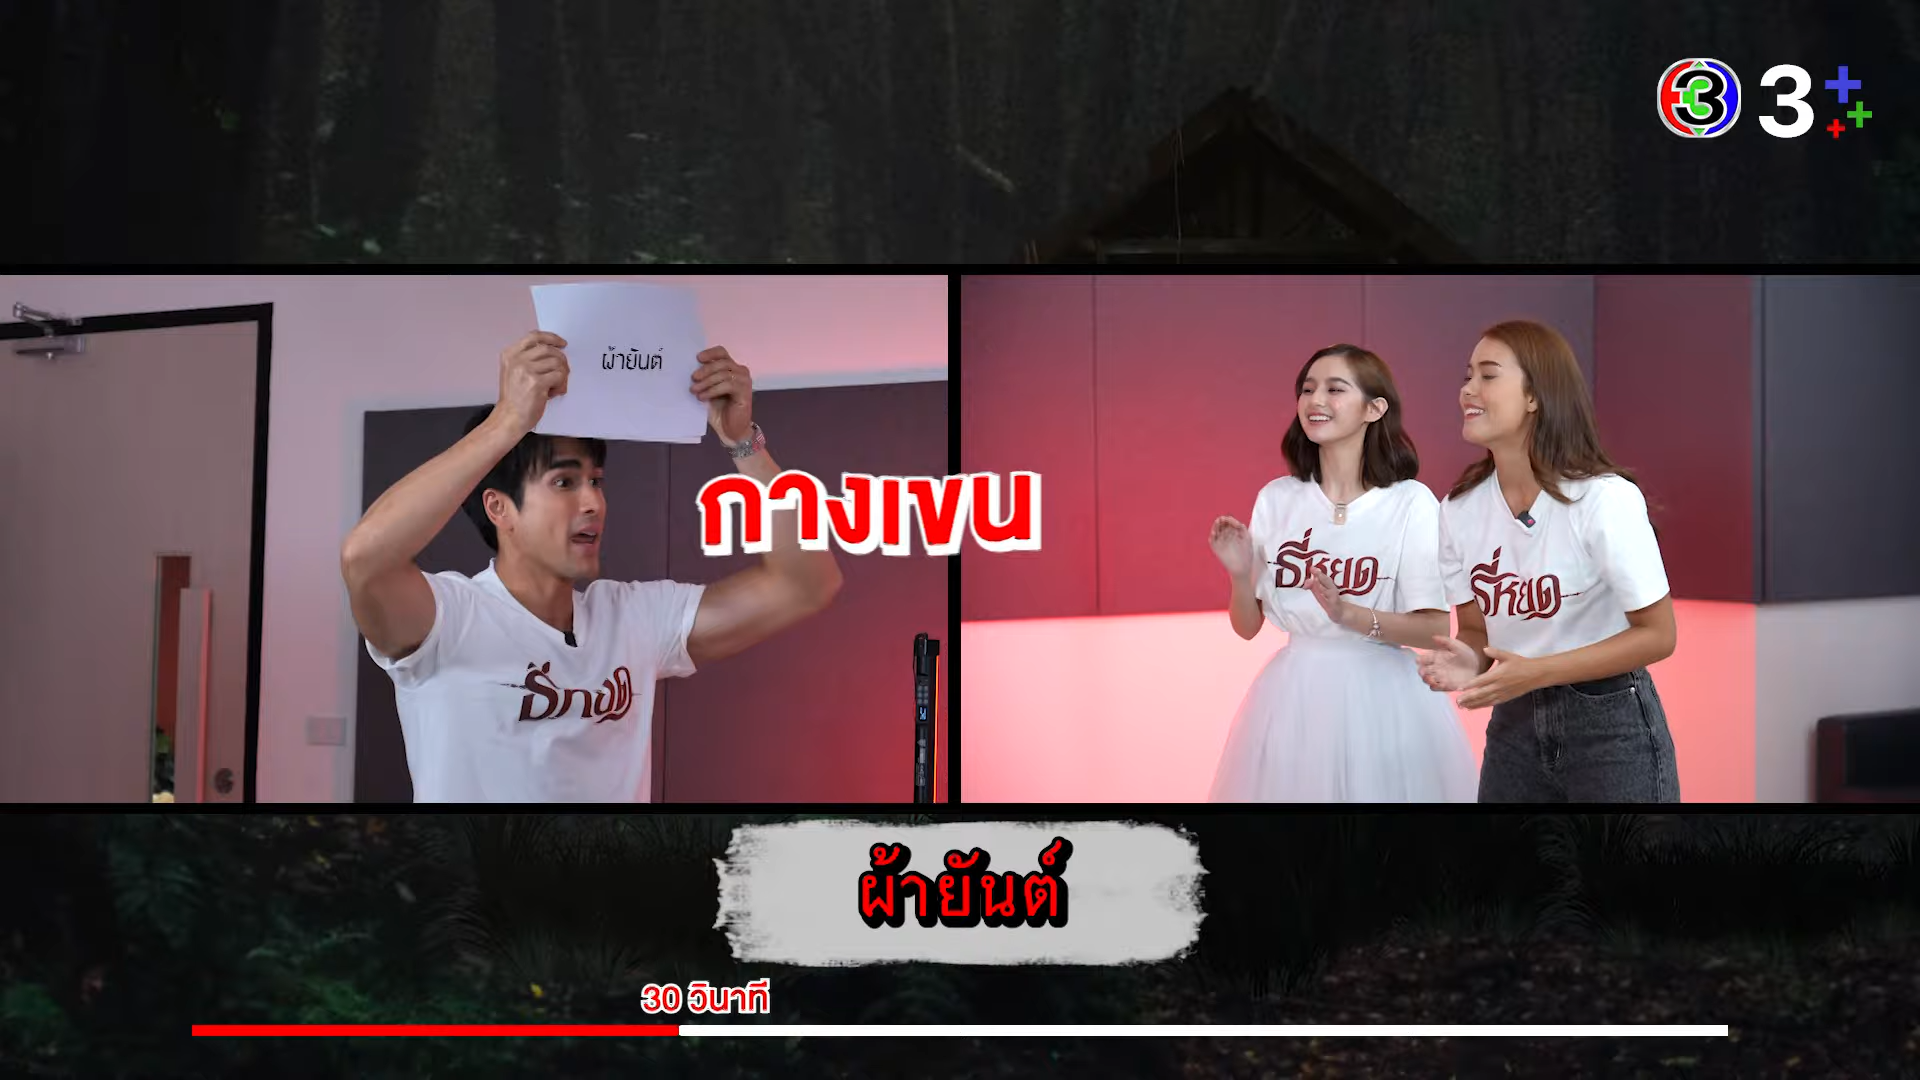 3 3
ผ้ายันต์
กางเขน
ธี่หยด
ธี่หยด
ธี่หยด
ผ้ายันต์
30 วินาที